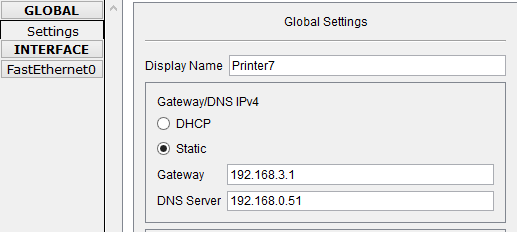 GLOBAL
Settings
INTERFACE
FastEthernet0
Global Settings
Display Name Printer7
Gateway/DNS IPv4
DHCP
Static
Gateway 192.168.3.1
DNS Server 192.168.0.51